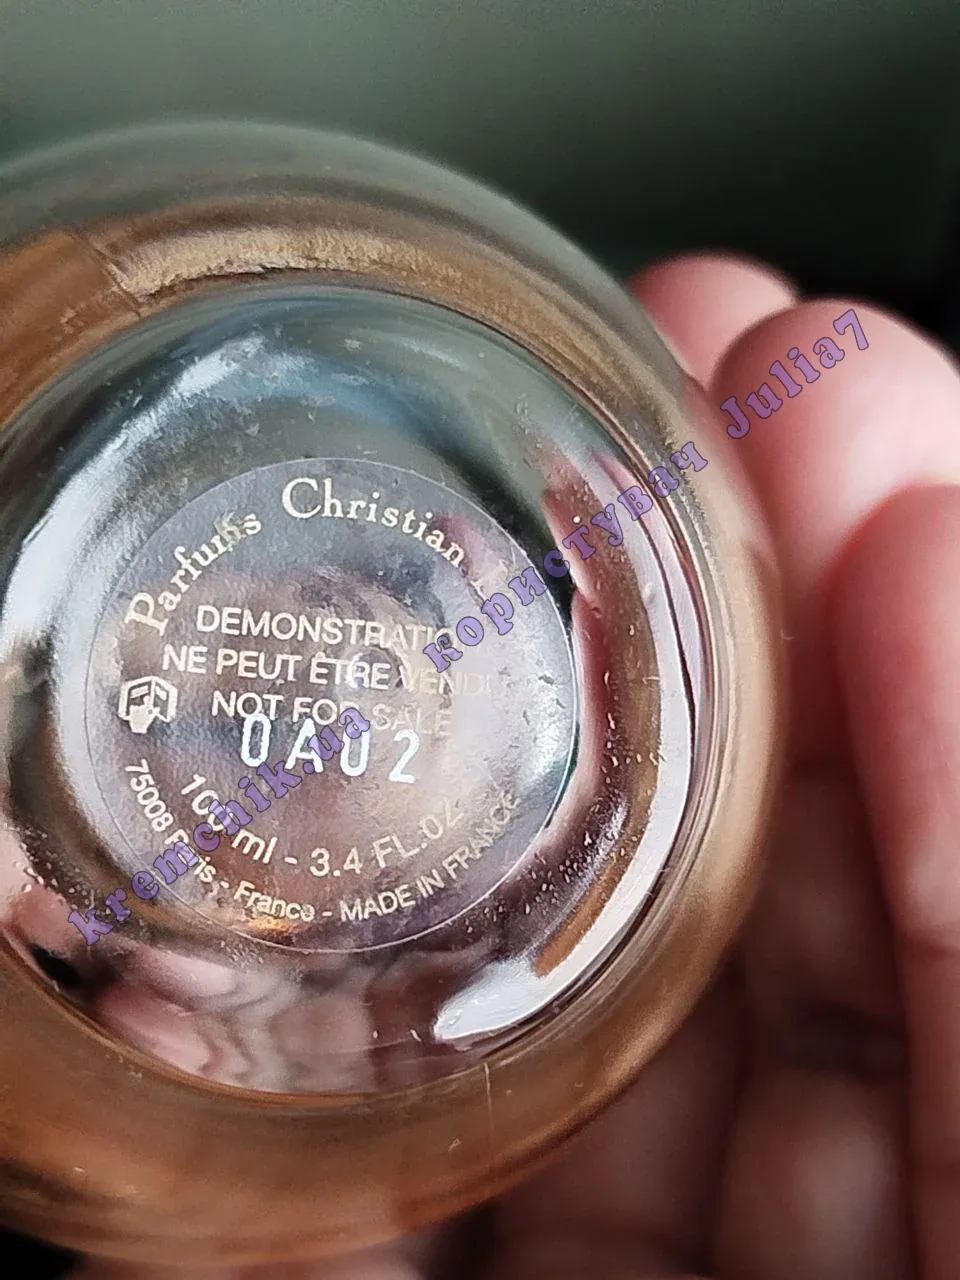 Parfums Christian
DEMONSTRATIO
NE PEUT ÊTRE VENDU
NOT FOR SALE
0A02
100 ml - 3.4 FL.OZ
75008 Paris - France - MADE IN FRANCE
kremchik.ua користувач Julia7